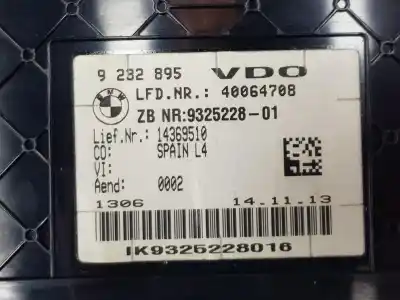 9 232 895 VDO
BMW
LFD.NR.: 40064708
ZB NR:9325228-01
Lief.Nr.: 14369510
CO: SPAIN L4
VI:
Aend: 0002
1306 14.11.13
IK9325228016